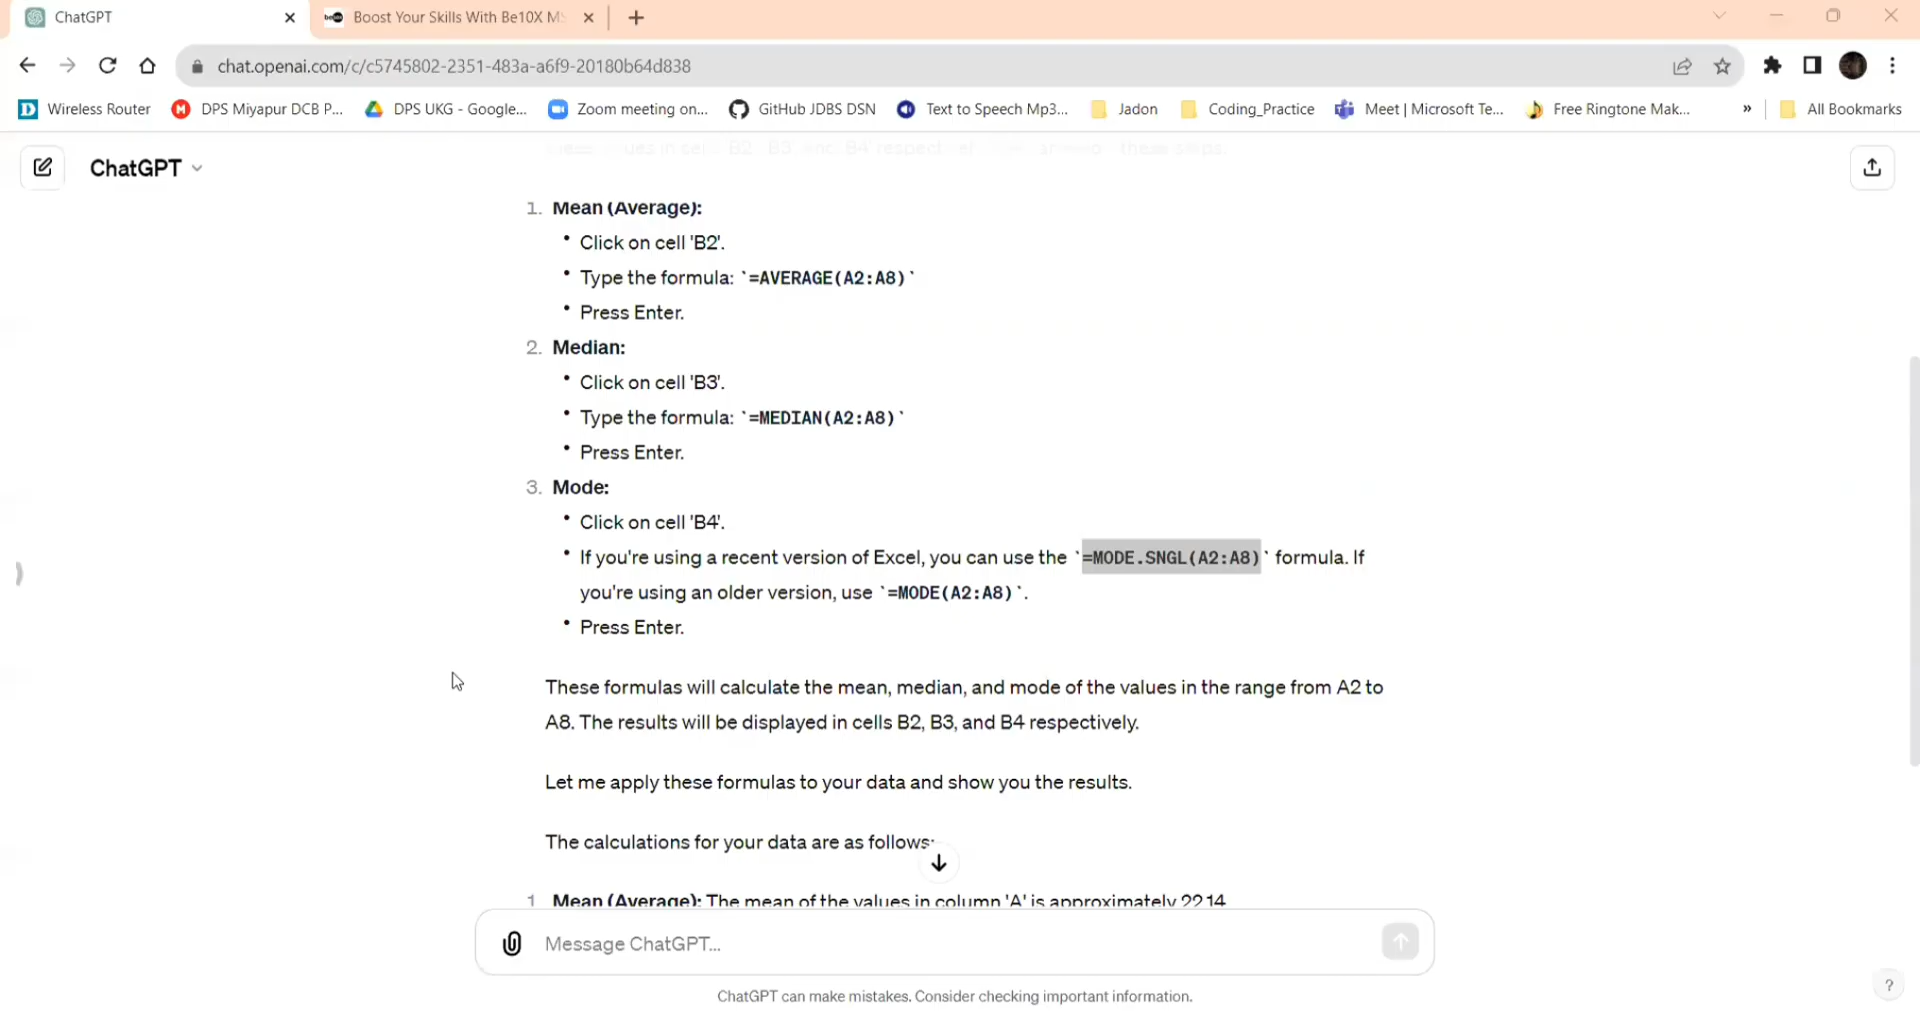 ChatGPT
Boost Your Skills With Be10X MS
chat.openai.com/c/c5745802-2351-483a-a6f9-20180b64d838
Wireless Router
DPS Miyapur DCB P...
DPS UKG - Google...
Zoom meeting on...
GitHub JDBS DSN
Text to Speech Mp3...
Jadon
Coding_Practice
Meet | Microsoft Te...
Free Ringtone Mak...
»
All Bookmarks
ChatGPT
in cells 'B2', 'B3', and 'B4' these steps:
1. Mean (Average):
• Click on cell 'B2'.
• Type the formula: `=AVERAGE(A2:A8)`
• Press Enter.
2. Median:
• Click on cell 'B3'.
• Type the formula: `=MEDIAN(A2:A8)`
• Press Enter.
3. Mode:
• Click on cell 'B4'.
• If you're using a recent version of Excel, you can use the `=MODE.SNGL(A2:A8)` formula. If
you're using an older version, use `=MODE(A2:A8)`.
• Press Enter.
These formulas will calculate the mean, median, and mode of the values in the range from A2 to
A8. The results will be displayed in cells B2, B3, and B4 respectively.
Let me apply these formulas to your data and show you the results.
The calculations for your data are as follows:
1. Mean (Average): The mean of the values in column 'A' is approximately 22.14
Message ChatGPT...
ChatGPT can make mistakes. Consider checking important information.
?